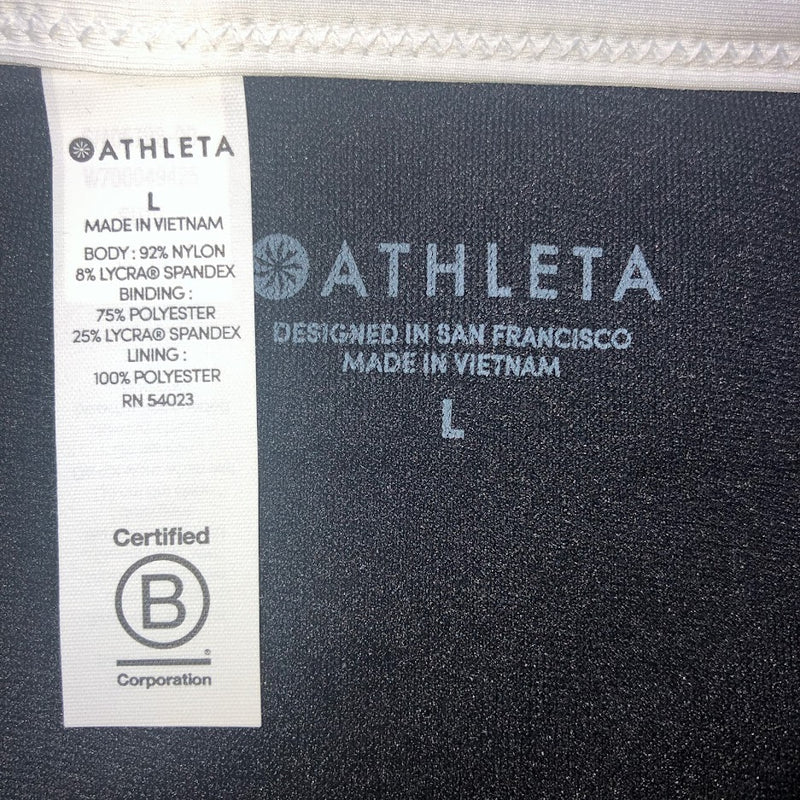 ATHLETA
L
MADE IN VIETNAM
BODY : 92% NYLON
8% LYCRA® SPANDEX
BINDING :
75% POLYESTER
25% LYCRA® SPANDEX
LINING :
100% POLYESTER
RN 54023
Certified
B
®
Corporation
ATHLETA
DESIGNED IN SAN FRANCISCO
MADE IN VIETNAM
L